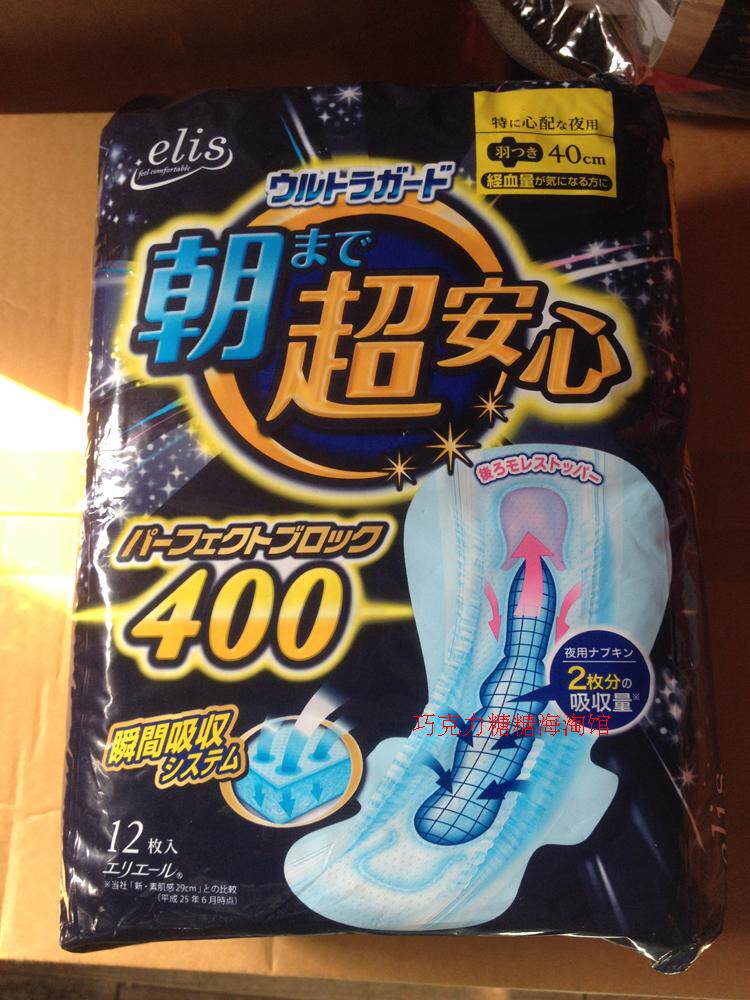 elis
feel comfortable
特に心配な夜用
羽つき 40cm
経血量が気になる方に
ウルトラガード
朝まで
超安心
後ろモレストッパー
パーフェクトブロック
400
夜用ナプキン
2枚分の
吸収量※
巧克力糖糖海淘馆
瞬間吸収
システム
12枚入
エリエール®
※当社「新・素肌感29cm」との比較
(平成25年6月時点)
elis